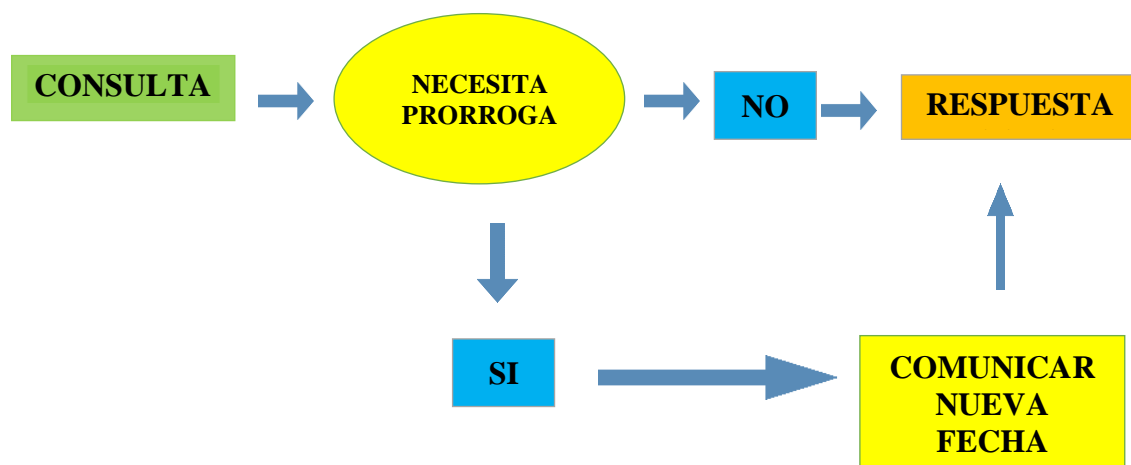 CONSULTA
NECESITA
PRORROGA
NO
RESPUESTA
SI
COMUNICAR
NUEVA
FECHA